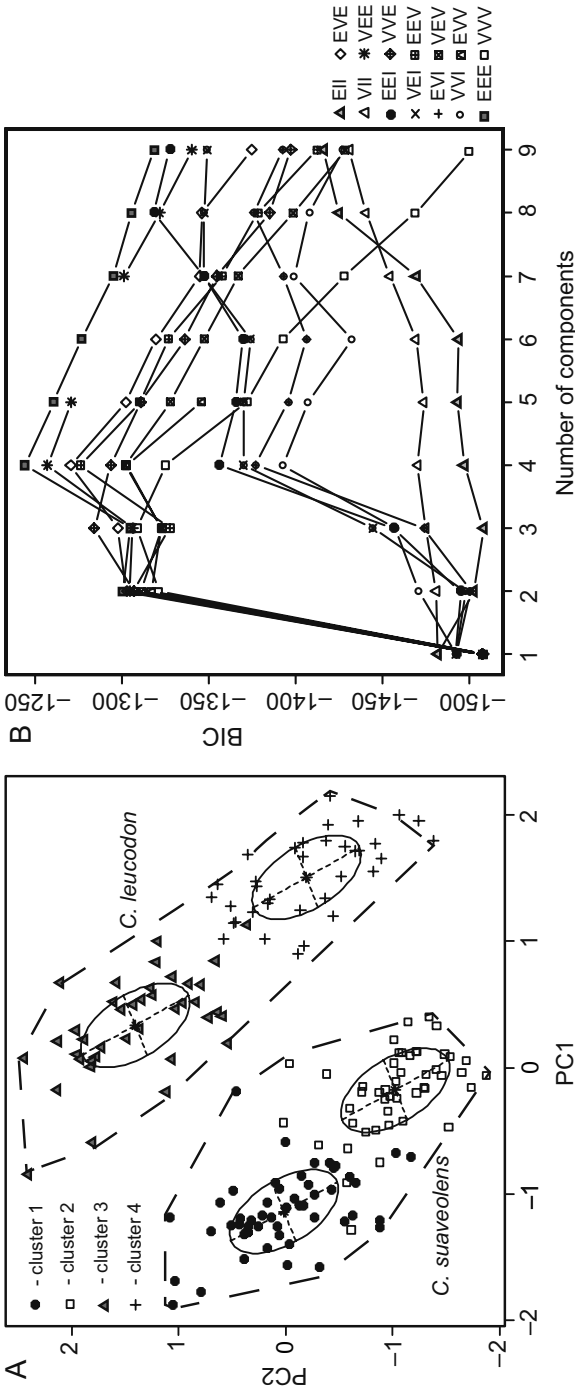 A
2
1
0
−1
−2
PC2
−2
−1
0
1
2
PC1
- cluster 1
- cluster 2
- cluster 3
- cluster 4
C. leucodon
C. suaveolens
B
−1250
−1300
−1350
−1400
−1450
−1500
BIC
1 2 3 4 5 6 7 8 9
Number of components
EII EVE
VII VEE
EEI VVE
VEI EEV
EVI VEV
VVI EVV
EEE VVV